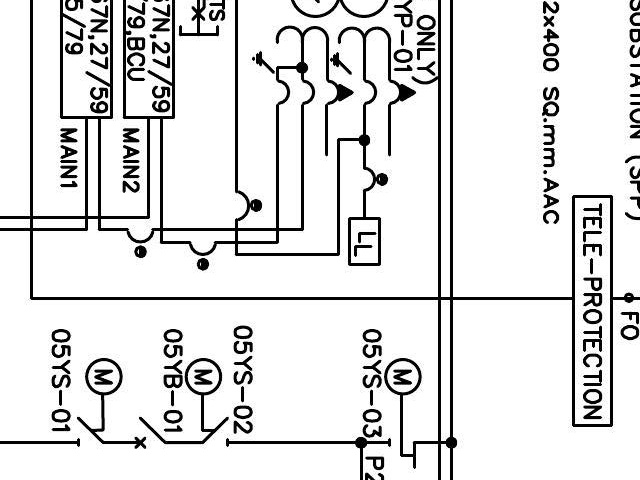 SUBSTATION (SPP)
FO
TELE-PROTECTION
2x400 SQ.mm.AAC
ONLY)
YP-01
LL
TS
67N,27/59
79,BCU
MAIN2
67N,27/59
5/79
MAIN1
M
05YS-03
P2
05YS-02
M
05YB-01
M
05YS-01